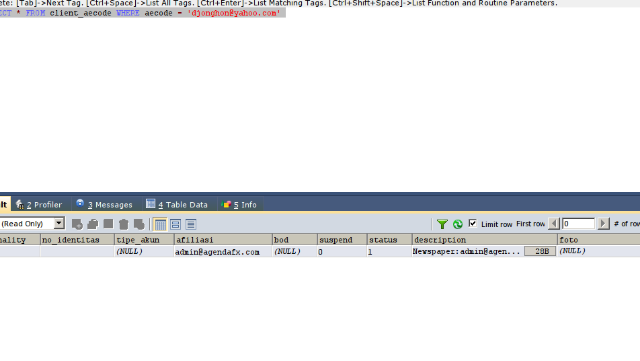 ete: [Tab]->Next Tag. [Ctrl+Space]->List All Tags. [Ctrl+Enter]->List Matching Tags. [Ctrl+Shift+Space]->List Function and Routine Parameters.
ECT * FROM client_aecode WHERE aecode = 'djonghon@yahoo.com'
lt 2 Profiler 3 Messages 4 Table Data 5 Info
(Read Only) Limit row First row 0 # of row
nality no_identitas tipe_akun afiliasi bod suspend status description foto
(NULL) admin@agendafx.com (NULL) 0 1 Newspaper:admin@agen... 28B (NULL)